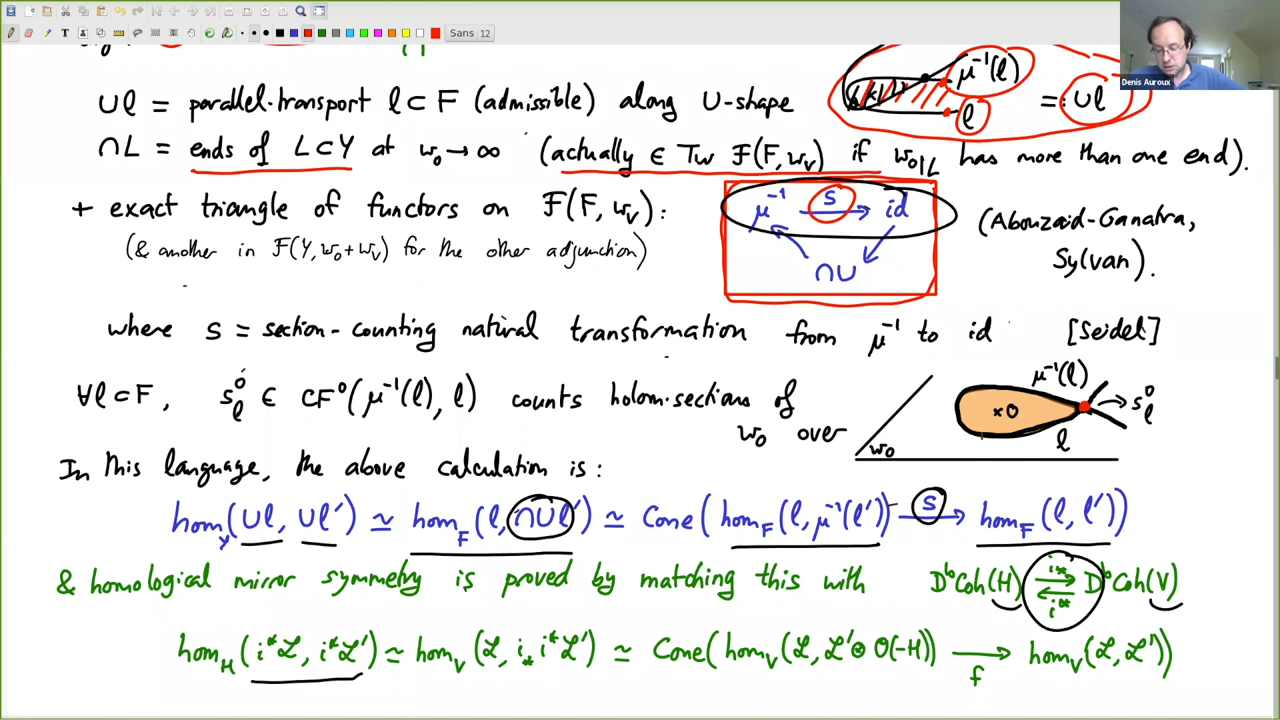 Sans 12
Denis Auroux
∪ℓ = parallel-transport ℓ⊂F (admissible) along U-shape
μ⁻¹(ℓ)
ℓ
= ∪ℓ
∩L = ends of L⊂Y at w₀→∞ (actually ∈ Tw F(F,w_V) if w₀|L has more than one end).
+ exact triangle of functors on F(F, w_V):
μ⁻¹ —s→ id
∩∪
(Abouzaid-Ganatra, Sylvan).
(& another in F(Y, w₀+w_V) for the other adjunction)
where s = section-counting natural transformation from μ⁻¹ to id [Seidel]
∀ℓ⊂F, s⁰_ℓ ∈ CF⁰(μ⁻¹(ℓ), ℓ) counts holom. sections of w₀ over
μ⁻¹(ℓ)
×0
→ s⁰_ℓ
ℓ
w₀
In this language, the above calculation is:
hom_Y(∪ℓ, ∪ℓ') ≃ hom_F(ℓ, ∩∪ℓ') ≃ Cone(hom_F(ℓ, μ⁻¹(ℓ')) —s→ hom_F(ℓ, ℓ'))
& homological mirror symmetry is proved by matching this with DᵇCoh(H) ⇄ DᵇCoh(V)
i_*
i^*
hom_H(i^*ℒ, i^*ℒ') ≃ hom_V(ℒ, i_* i^*ℒ') ≃ Cone(hom_V(ℒ, ℒ'⊗O(-H)) —f→ hom_V(ℒ, ℒ'))